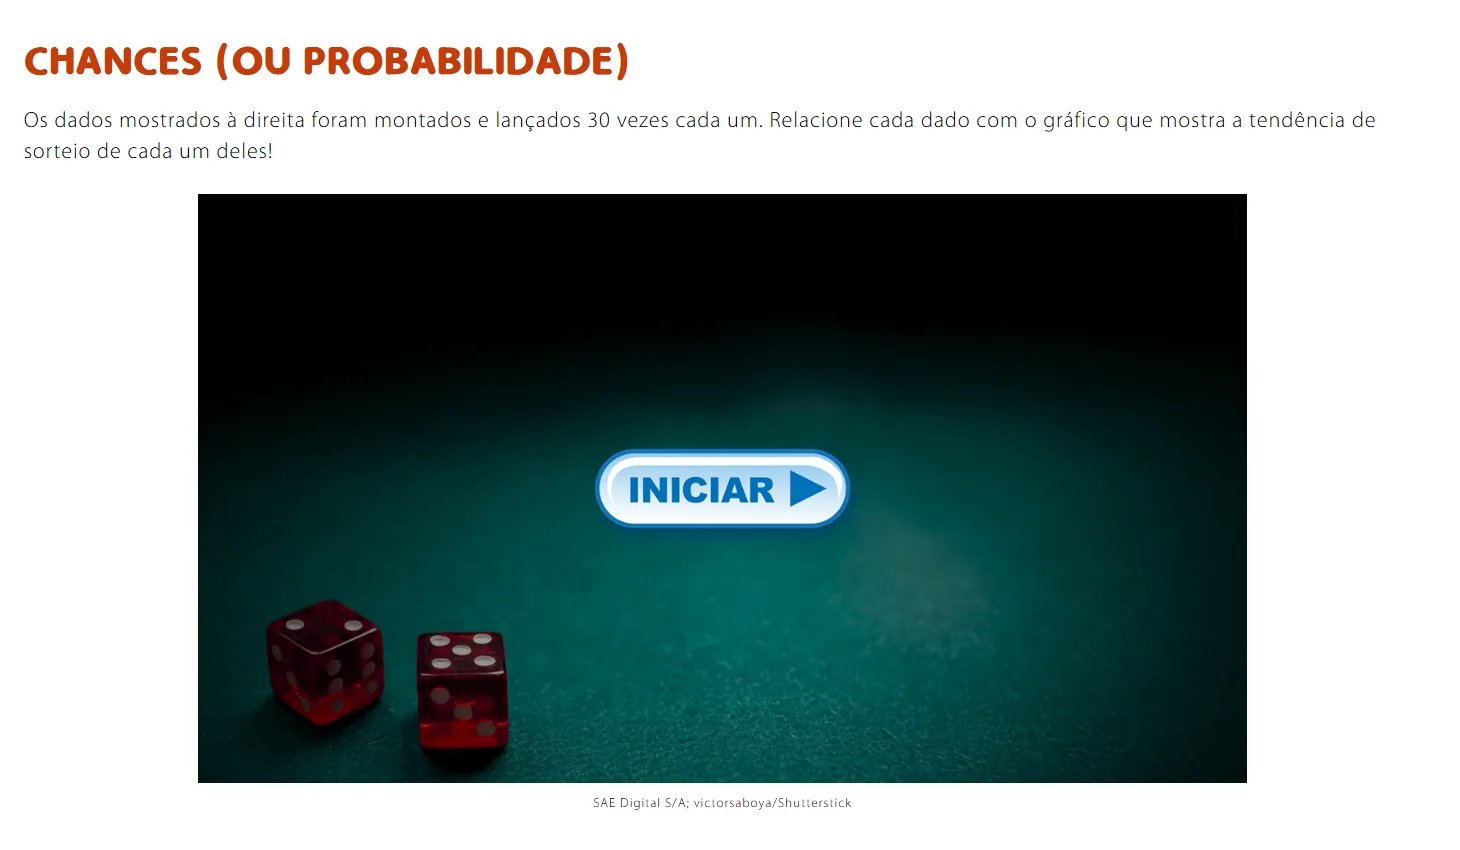 CHANCES (OU PROBABILIDADE)
Os dados mostrados à direita foram montados e lançados 30 vezes cada um. Relacione cada dado com o gráfico que mostra a tendência de
sorteio de cada um deles!
INICIAR
SAE Digital S/A; victorsaboya/Shutterstick